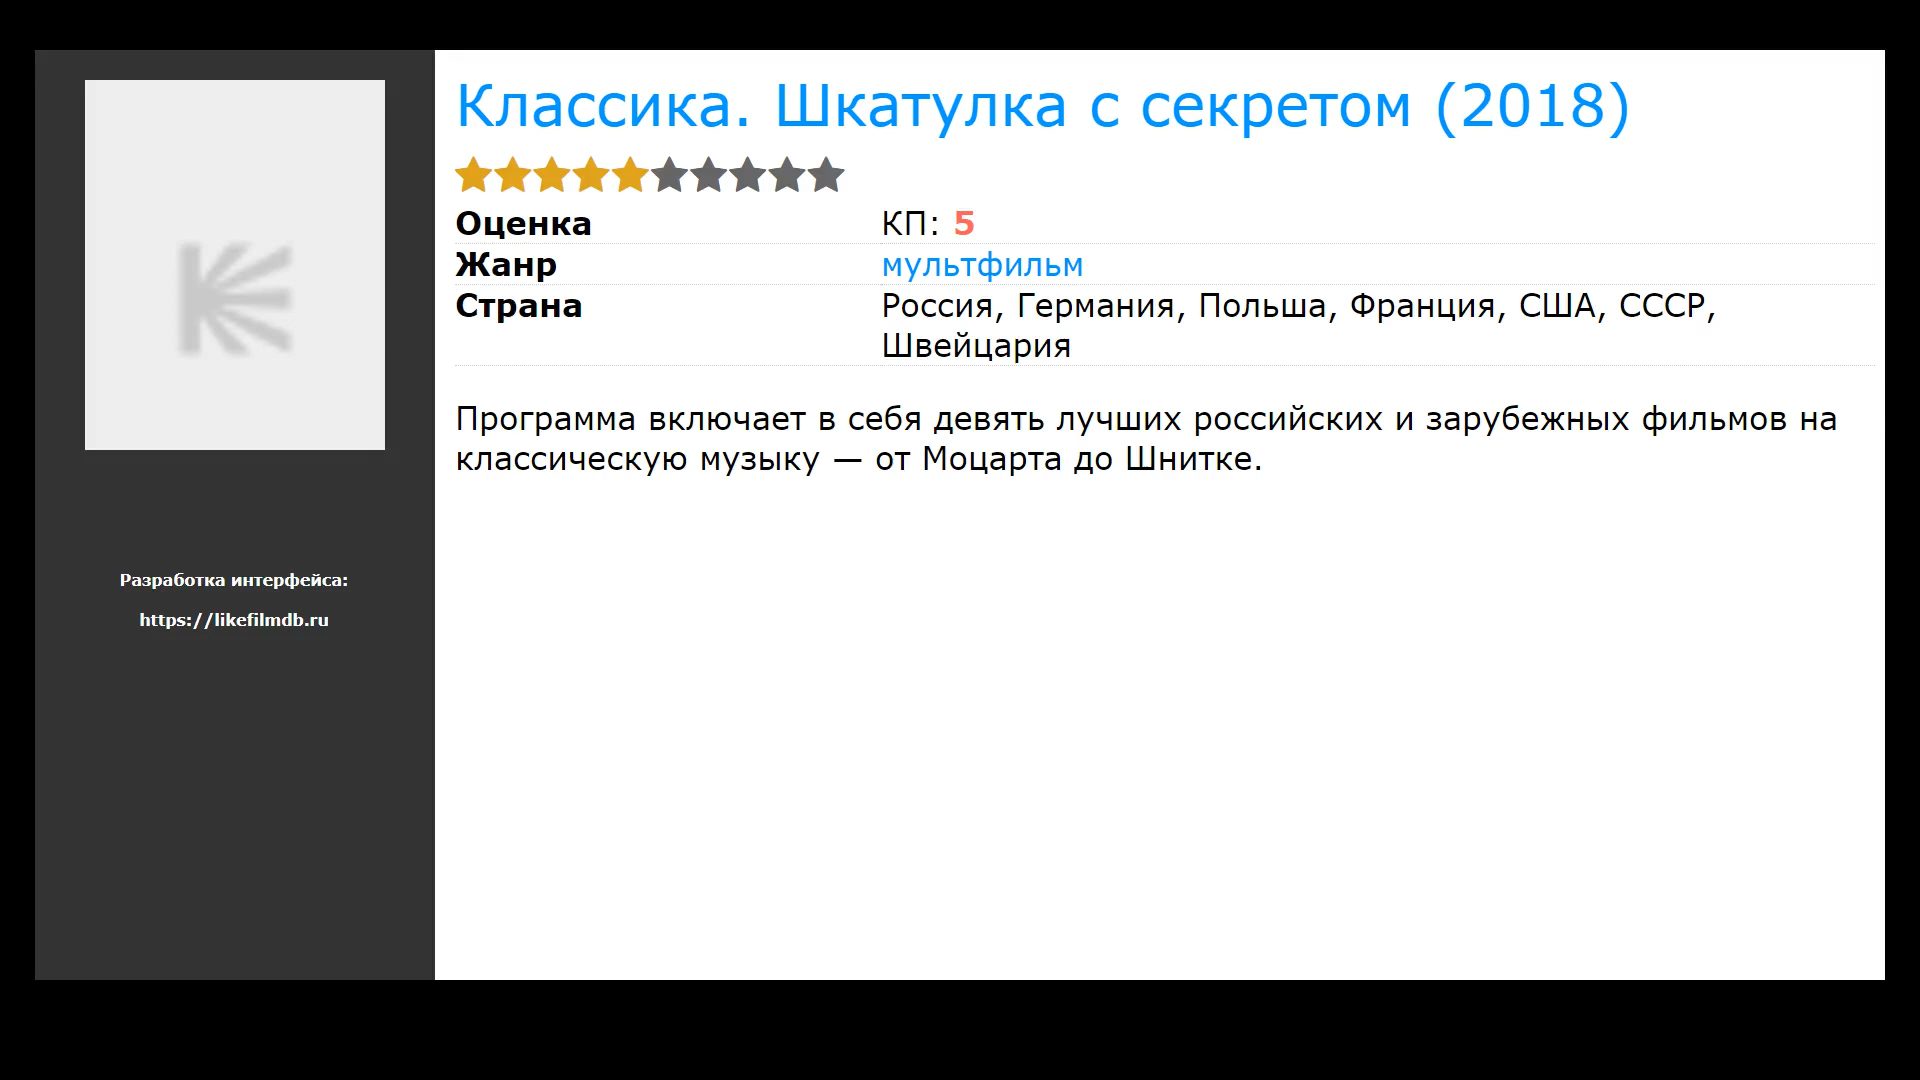 Классика. Шкатулка с секретом (2018)
Оценка КП: 5
Жанр мультфильм
Страна Россия, Германия, Польша, Франция, США, СССР,
Швейцария
Программа включает в себя девять лучших российских и зарубежных фильмов на
классическую музыку — от Моцарта до Шнитке.
Разработка интерфейса:
https://likefilmdb.ru